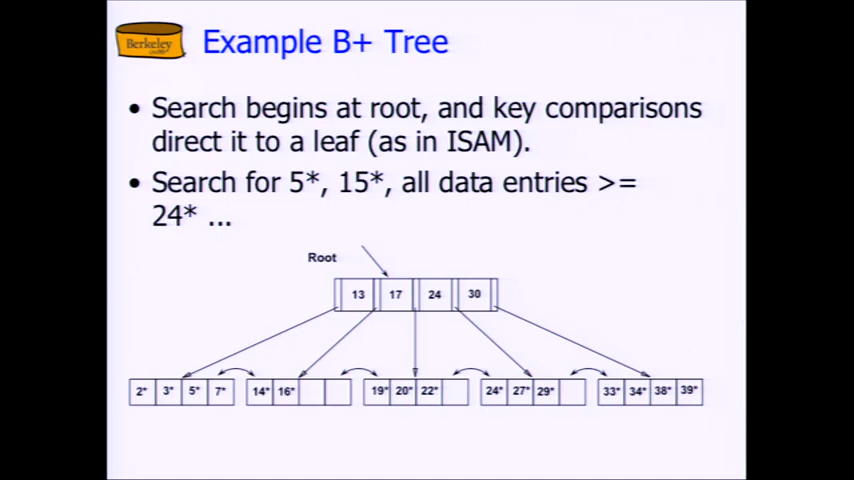 Berkeley
Example B+ Tree
• Search begins at root, and key comparisons
direct it to a leaf (as in ISAM).
• Search for 5*, 15*, all data entries >=
24* ...
Root
13 17 24 30
2* 3* 5* 7* 14* 16* 19* 20* 22* 24* 27* 29* 33* 34* 38* 39*